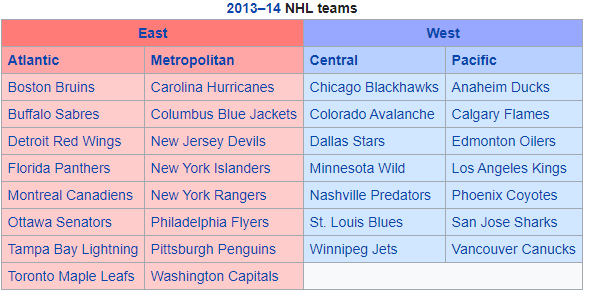 2013–14 NHL teams
East West
Atlantic Metropolitan Central Pacific
Boston Bruins Carolina Hurricanes Chicago Blackhawks Anaheim Ducks
Buffalo Sabres Columbus Blue Jackets Colorado Avalanche Calgary Flames
Detroit Red Wings New Jersey Devils Dallas Stars Edmonton Oilers
Florida Panthers New York Islanders Minnesota Wild Los Angeles Kings
Montreal Canadiens New York Rangers Nashville Predators Phoenix Coyotes
Ottawa Senators Philadelphia Flyers St. Louis Blues San Jose Sharks
Tampa Bay Lightning Pittsburgh Penguins Winnipeg Jets Vancouver Canucks
Toronto Maple Leafs Washington Capitals